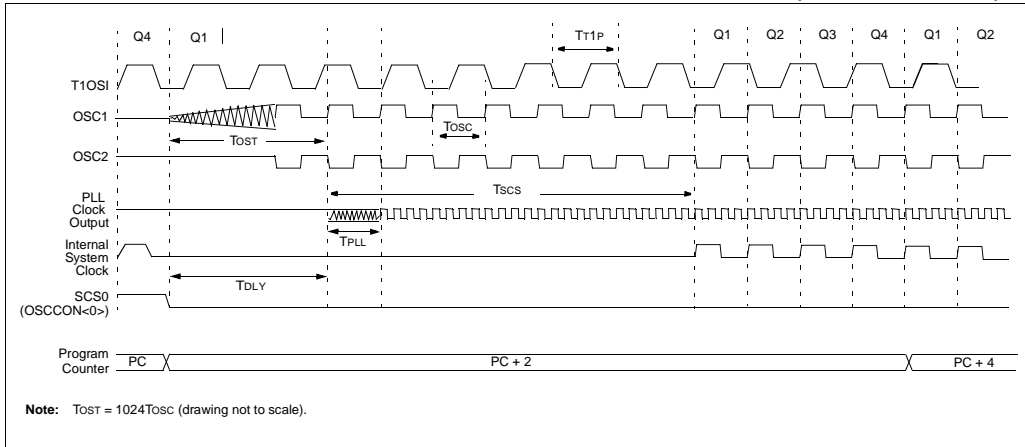 Q4 Q1 TT1P Q1 Q2 Q3 Q4 Q1 Q2
T1OSI
OSC1
TOST
TOSC
OSC2
TSCS
PLL
Clock
Output
TPLL
Internal
System
Clock
TDLY
SCS0
(OSCCON<0>)
Program
Counter
PC PC + 2 PC + 4
Note: TOST = 1024TOSC (drawing not to scale).